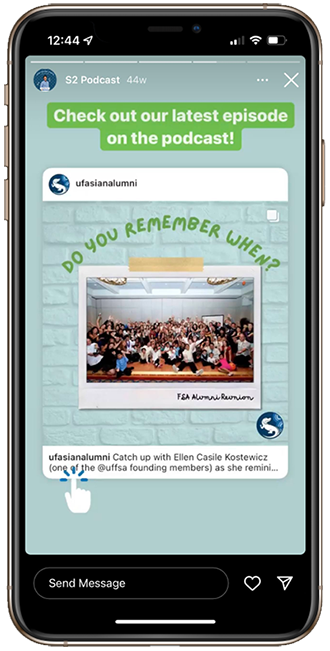 12:44
S2 Podcast 44w
Check out our latest episode
on the podcast!
ufasianalumni
DO YOU REMEMBER WHEN?
FSA Alumni Reunion
ufasianalumni Catch up with Ellen Casile Kostewicz
(one of the @uffsa founding members) as she remini...
Send Message